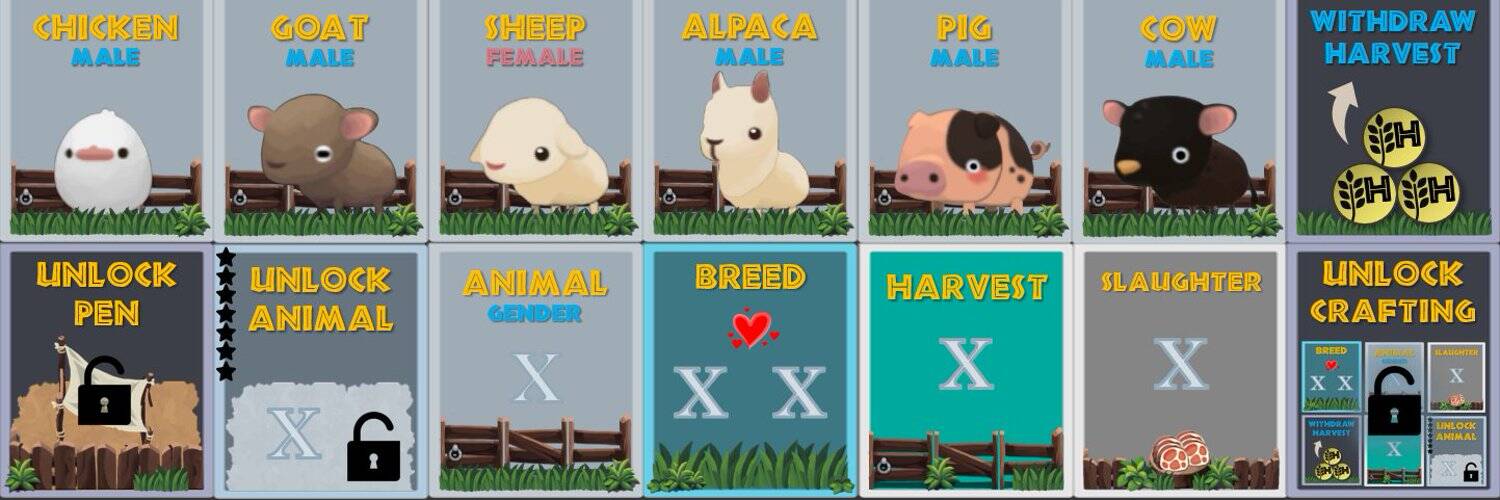 CHICKEN
MALE
GOAT
MALE
SHEEP
FEMALE
ALPACA
MALE
PIG
MALE
COW
MALE
WITHDRAW
HARVEST
H
H
H
UNLOCK
PEN
UNLOCK
ANIMAL
X
ANIMAL
GENDER
X
BREED
X X
HARVEST
X
SLAUGHTER
X
UNLOCK
CRAFTING
BREED
X X
SLAUGHTER
X
WITHDRAW
HARVEST
H
H H
X
UNLOCK
ANIMAL
X